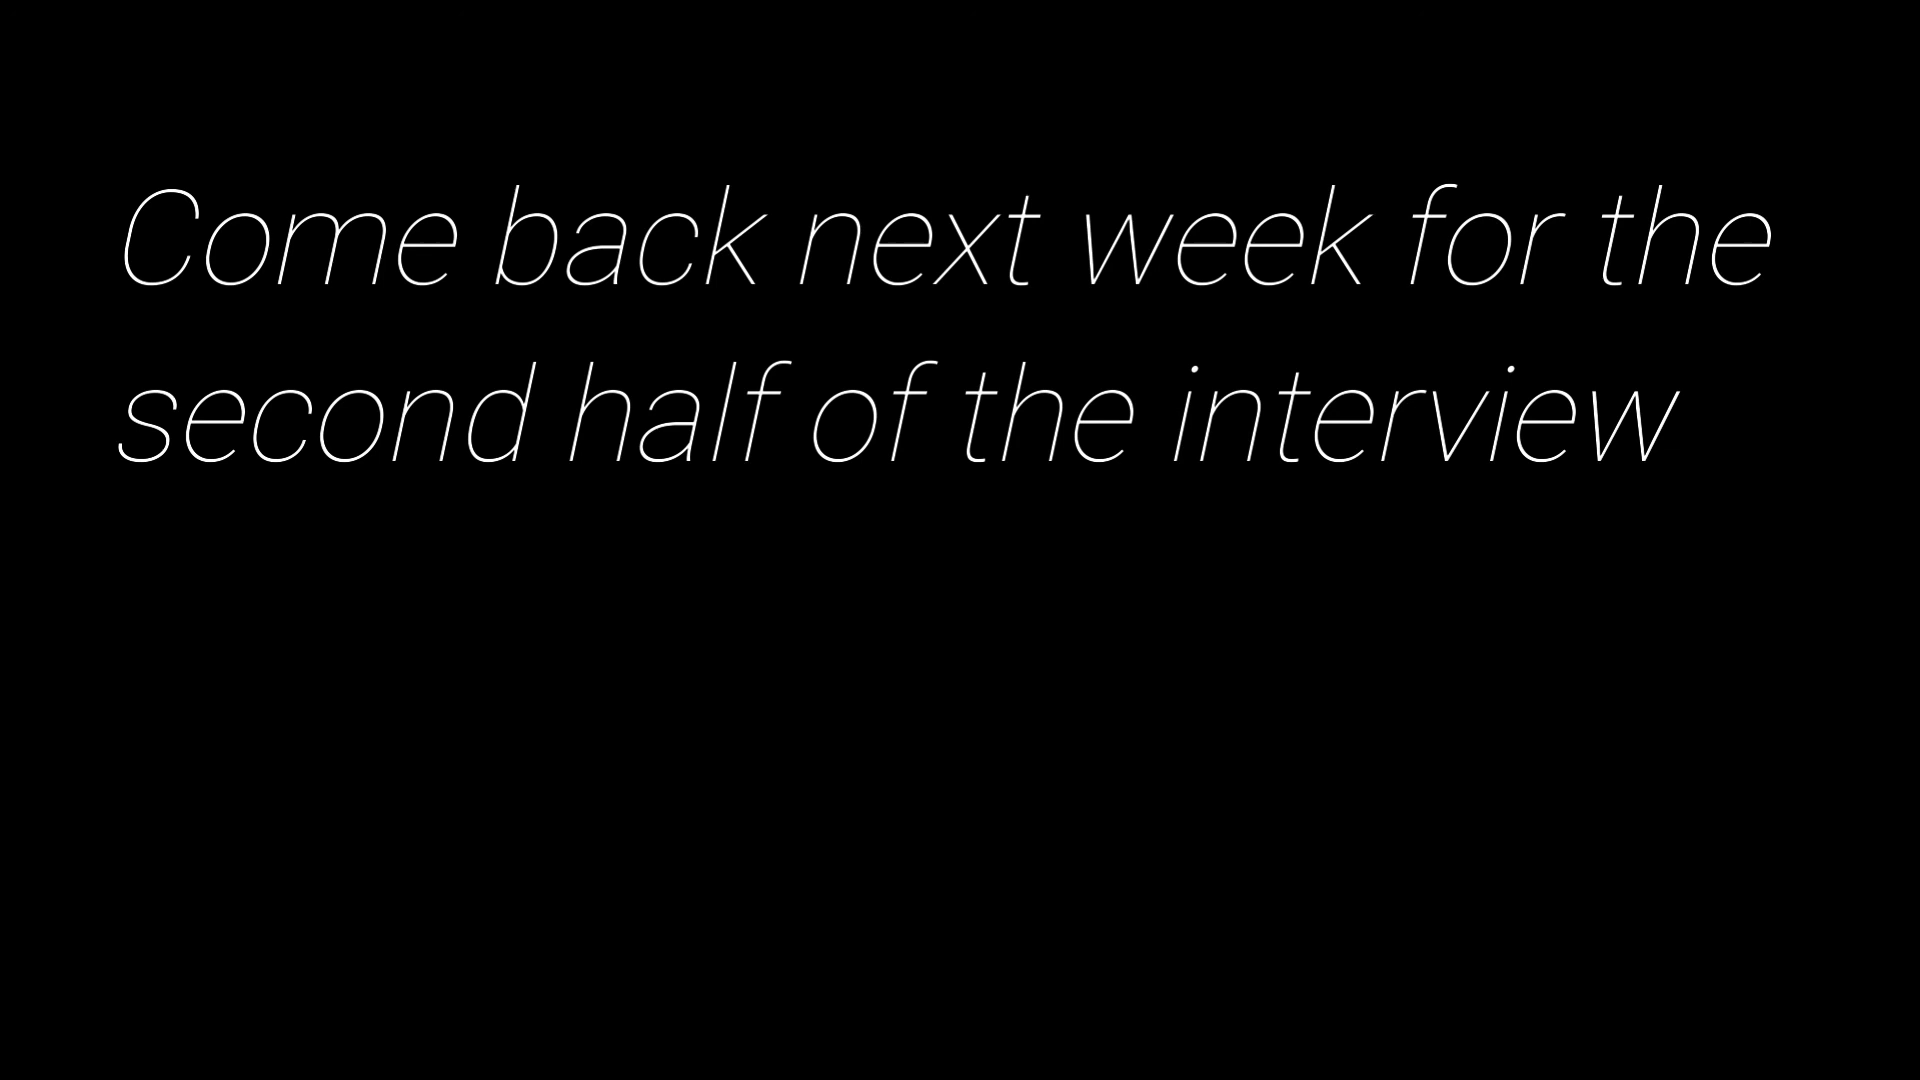 Come back next week for the
second half of the interview